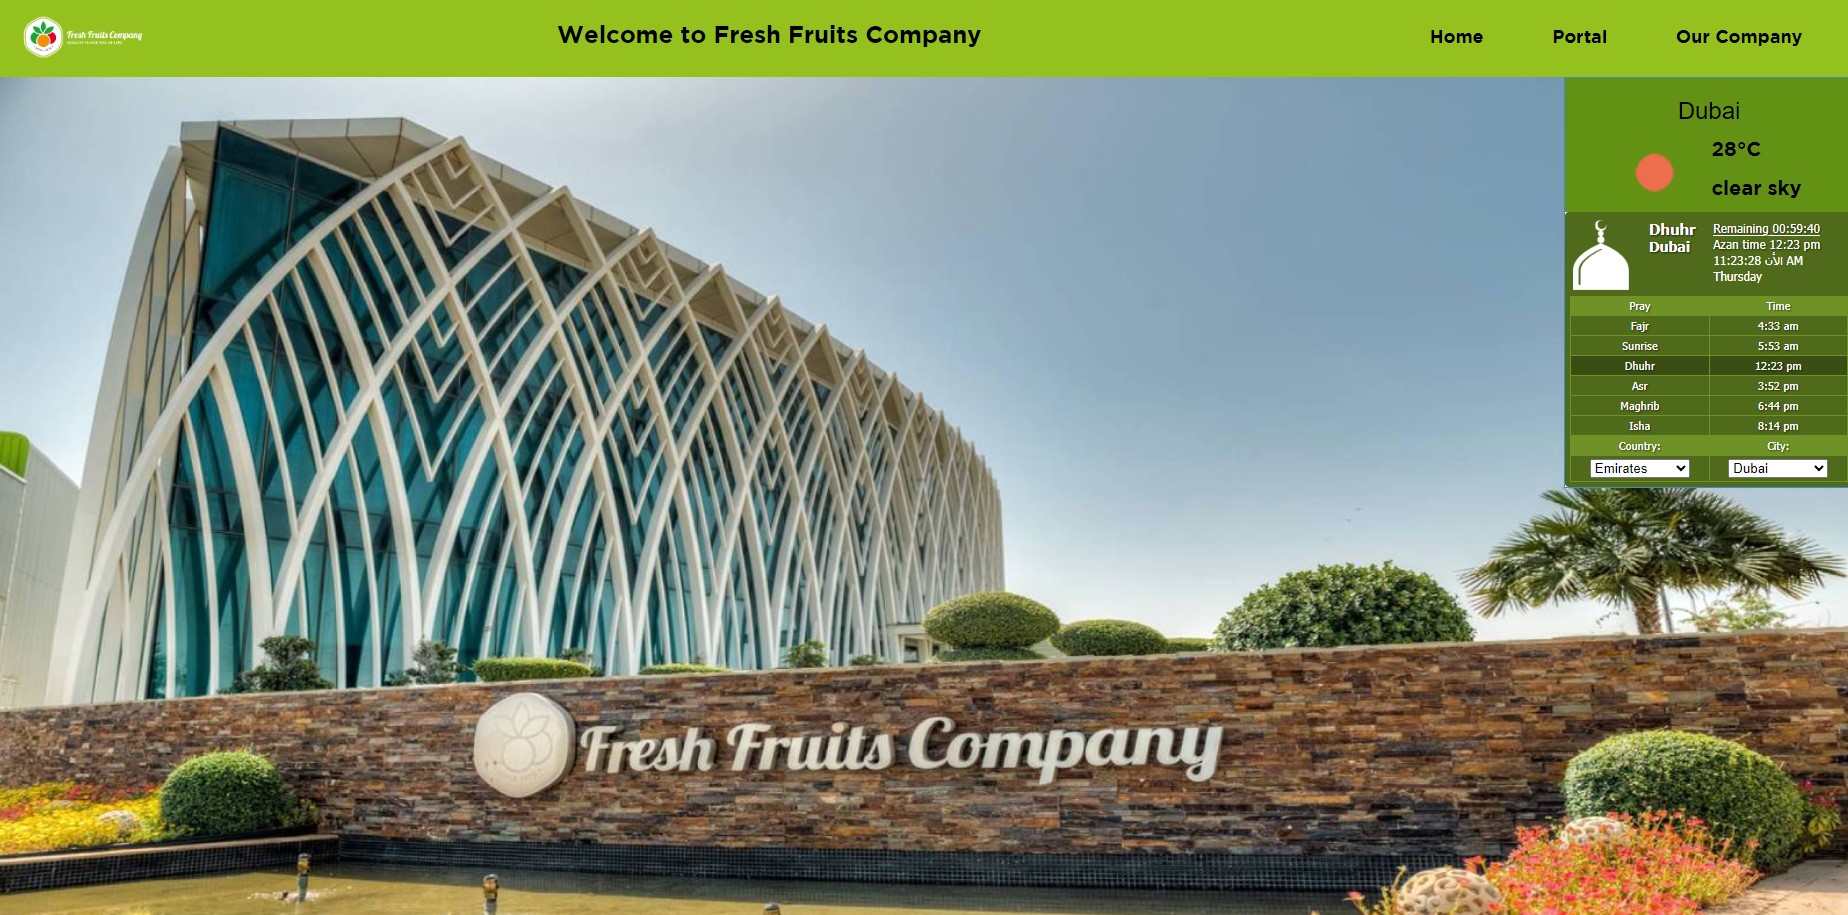 Fresh Fruits Company
Welcome to Fresh Fruits Company
Home
Portal
Our Company
Dubai
28°C
clear sky
Dhuhr
Dubai
Remaining 00:59:40
Azan time 12:23 pm
11:23:28 الأن AM
Thursday
Pray Time
Fajr 4:33 am
Sunrise 5:53 am
Dhuhr 12:23 pm
Asr 3:52 pm
Maghrib 6:44 pm
Isha 8:14 pm
Country: City:
Emirates Dubai
Fresh Fruits Company